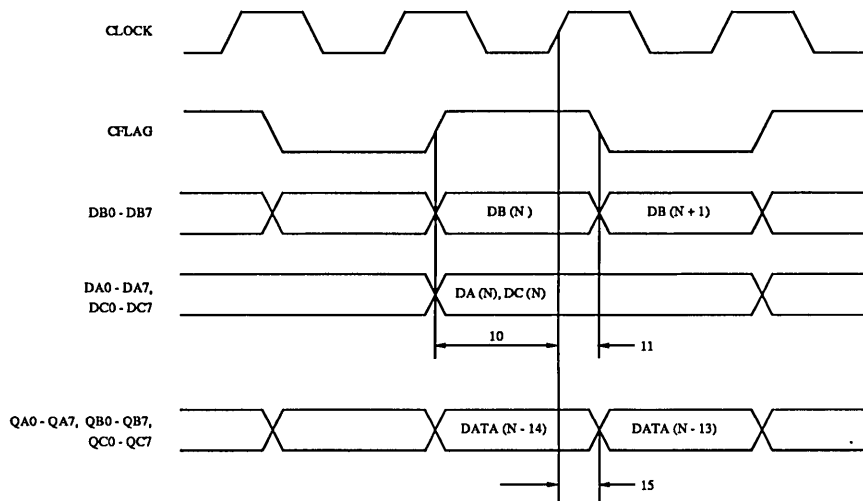 CLOCK
CFLAG
DB0 - DB7
DB (N )
DB (N + 1)
DA0 - DA7,
DC0 - DC7
DA (N), DC (N)
10
11
QA0 - QA7, QB0 - QB7,
QC0 - QC7
DATA (N - 14)
DATA (N - 13)
15